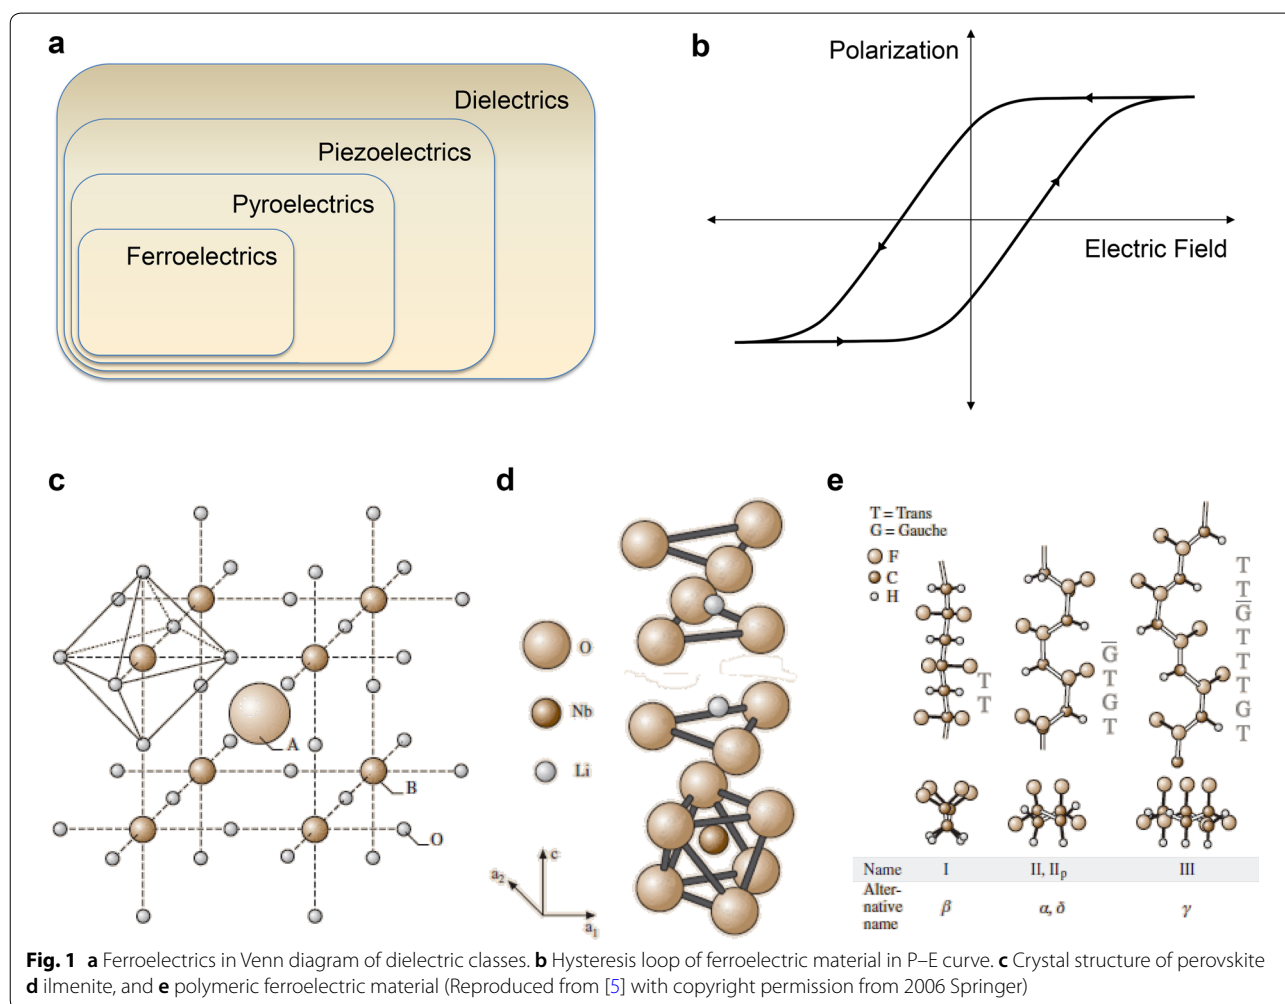 a
Dielectrics
Piezoelectrics
Pyroelectrics
Ferroelectrics
b
Polarization
Electric Field
c
A
B
O
d
O
Nb
Li
c
a₂
a₁
e
T = Trans
G = Gauche
F
C
H
T
T
G̅
T
G
T
T
T
G̅
T
T
T
G
T
Name I II, IIₚ III
Alter-
native
name
β α, δ γ
Fig. 1 a Ferroelectrics in Venn diagram of dielectric classes. b Hysteresis loop of ferroelectric material in P–E curve. c Crystal structure of perovskite
d ilmenite, and e polymeric ferroelectric material (Reproduced from [5] with copyright permission from 2006 Springer)